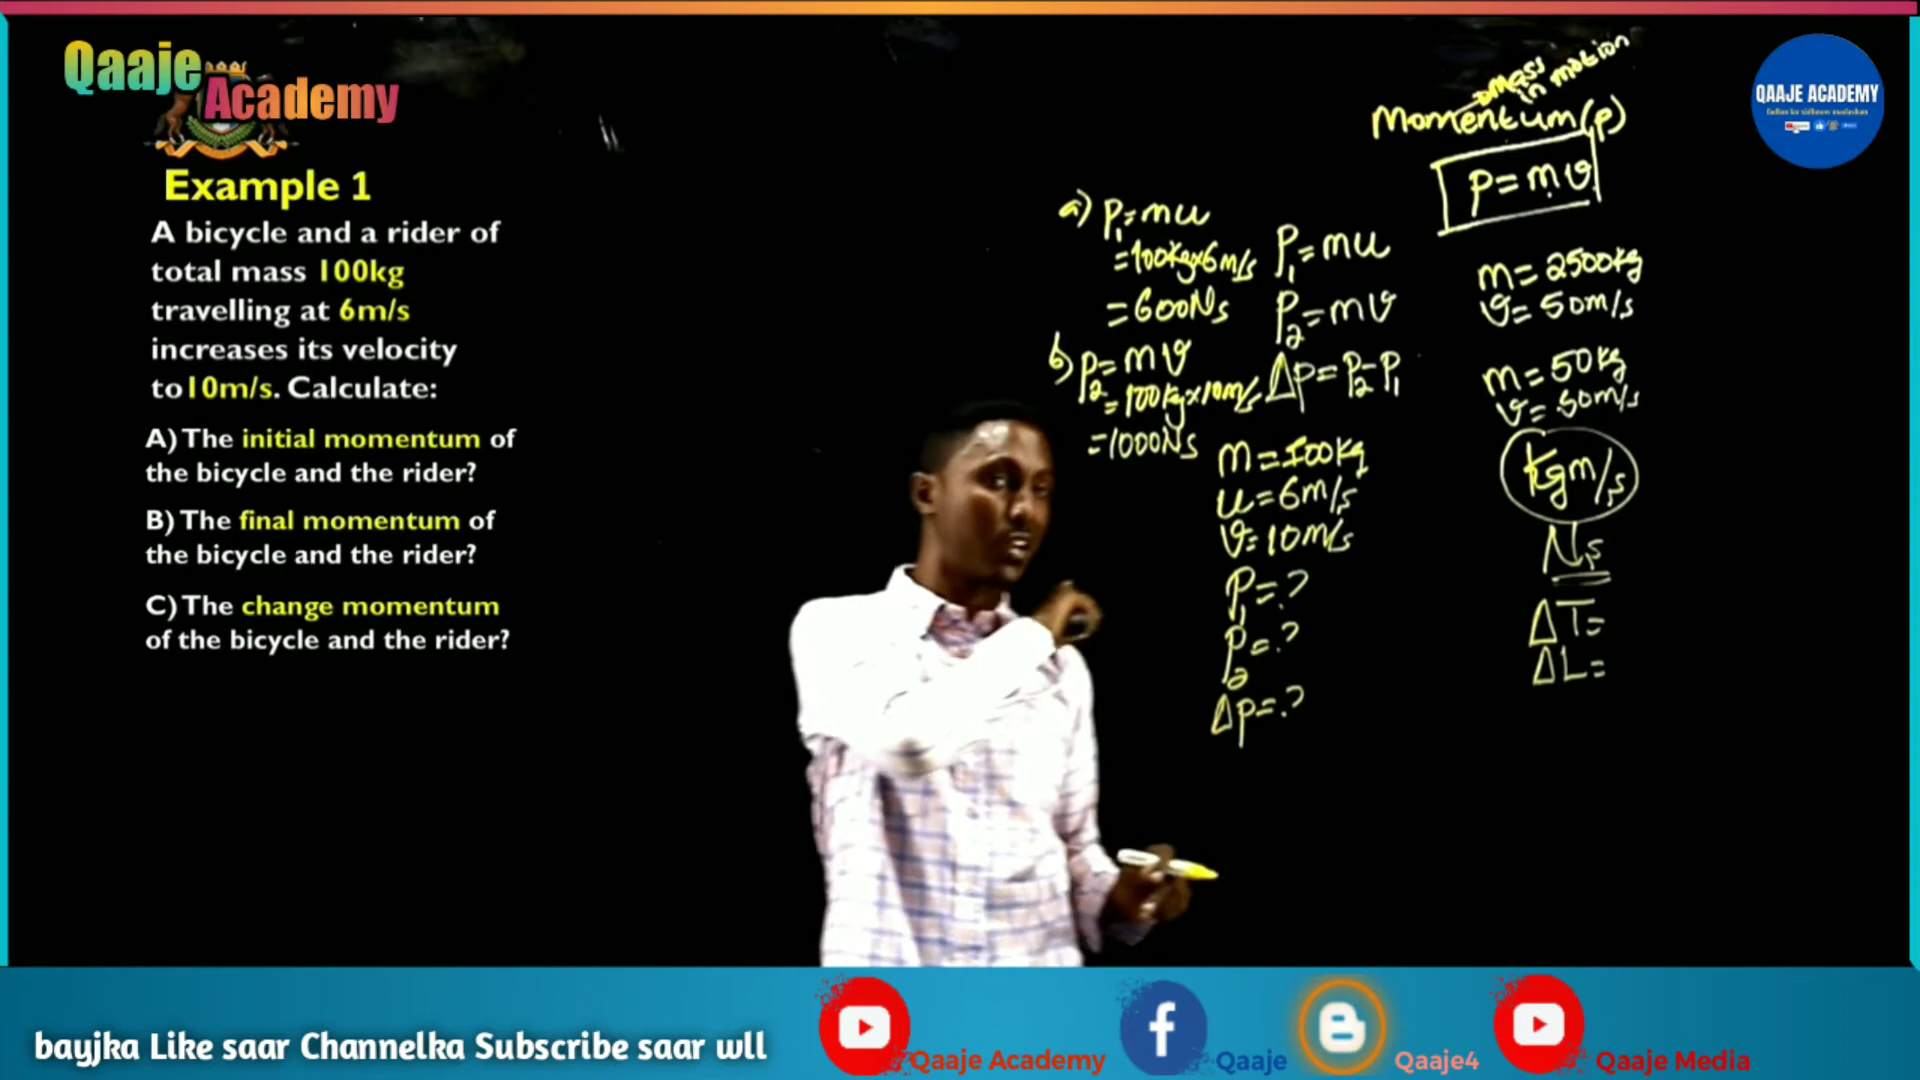 Qaaje
Academy
Example 1
A bicycle and a rider of
total mass 100kg
travelling at 6m/s
increases its velocity
to10m/s. Calculate:
A) The initial momentum of
the bicycle and the rider?
B) The final momentum of
the bicycle and the rider?
C) The change momentum
of the bicycle and the rider?
a) P₁=mu
=100kg×6m/s
=600Ns
b) P₂=mv
=100kg×10m/s
=1000Ns
P₁=mu
P₂=mv
Δp=P₂-P₁
m=100kg
u=6m/s
v=10m/s
P₁=?
P₂=?
Δp=?
mass in motion
Momentum(p)
P=mv
m=2500kg
v=50m/s
m=50kg
v=50m/s
kgm/s
Ns
ΔT=
ΔL=
QAAJE ACADEMY
bayjka Like saar Channelka Subscribe saar wll
Qaaje Academy
Qaaje
Qaaje4
Qaaje Media